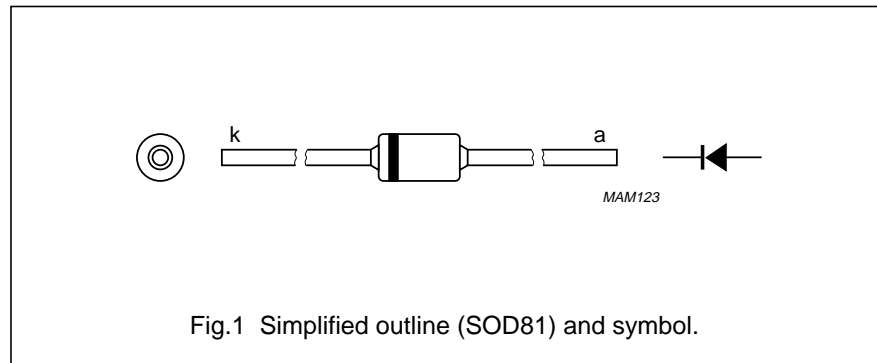 k
a
MAM123
Fig.1 Simplified outline (SOD81) and symbol.